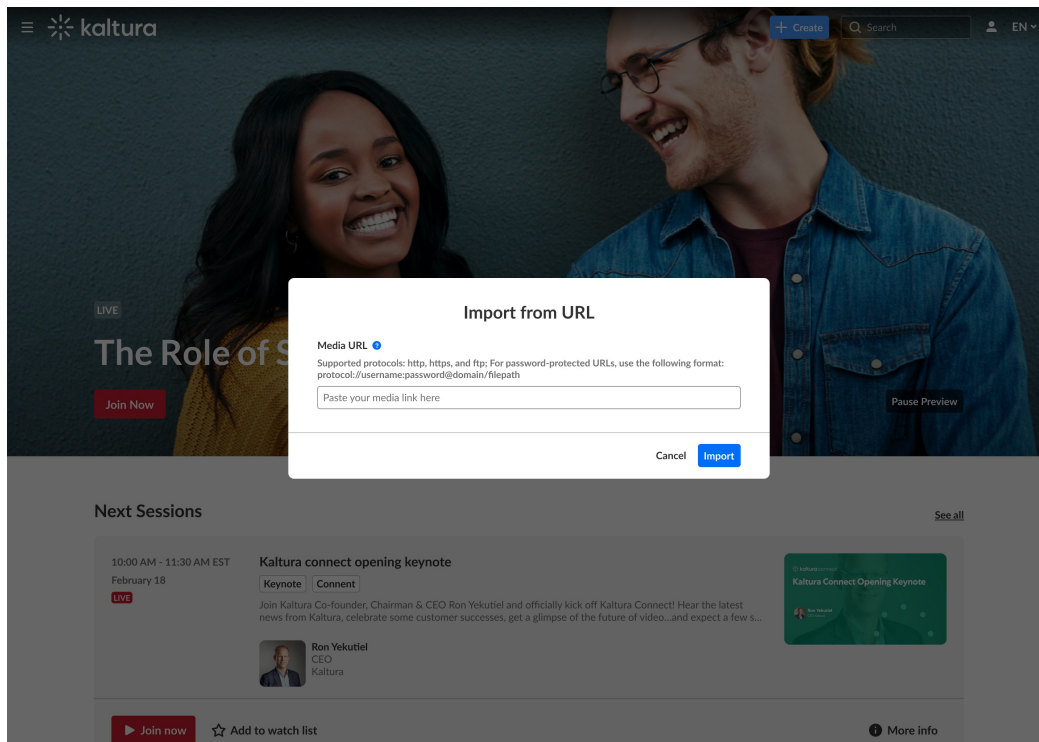 kaltura
Create
Search
EN
LIVE
The Role of S
Join Now
Pause Preview
Import from URL
Media URL ?
Supported protocols: http, https, and ftp; For password-protected URLs, use the following format:
protocol://username:password@domain/filepath
Paste your media link here
Cancel
Import
Next Sessions
See all
10:00 AM - 11:30 AM EST
February 18
LIVE
Kaltura connect opening keynote
Keynote
Connent
Join Kaltura Co-founder, Chairman & CEO Ron Yekutiel and officially kick off Kaltura Connect! Hear the latest
news from Kaltura, celebrate some customer successes, get a glimpse of the future of video...and expect a few s...
Ron Yekutiel
CEO
Kaltura
kaltura connect
Kaltura Connect Opening Keynote
Ron Yekutiel
Join now
Add to watch list
More info